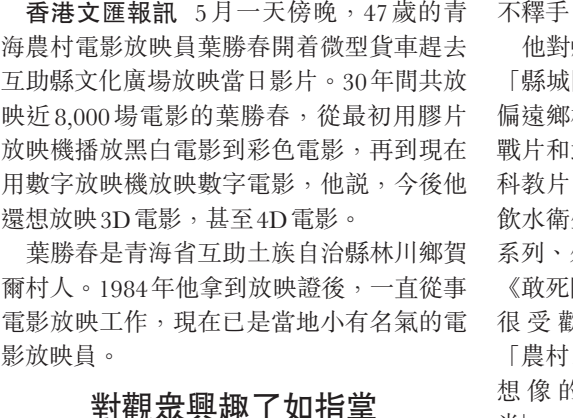 香港文匯報訊 5月一天傍晚，47歲的青
海農村電影放映員葉勝春開着微型貨車趕去
互助縣文化廣場放映當日影片。30年間共放
映近8,000場電影的葉勝春，從最初用膠片
放映機播放黑白電影到彩色電影，再到現在
用數字放映機放映數字電影，他說，今後他
還想放映3D電影，甚至4D電影。
葉勝春是青海省互助土族自治縣林川鄉賀
爾村人。1984年他拿到放映證後，一直從事
電影放映工作，現在已是當地小有名氣的電
影放映員。
對觀眾興趣了如指掌
不釋手
他對
「縣城
偏遠鄉
戰片和
科教片
飲水衛
系列、
《敢死
很受歡
「農村
想像的